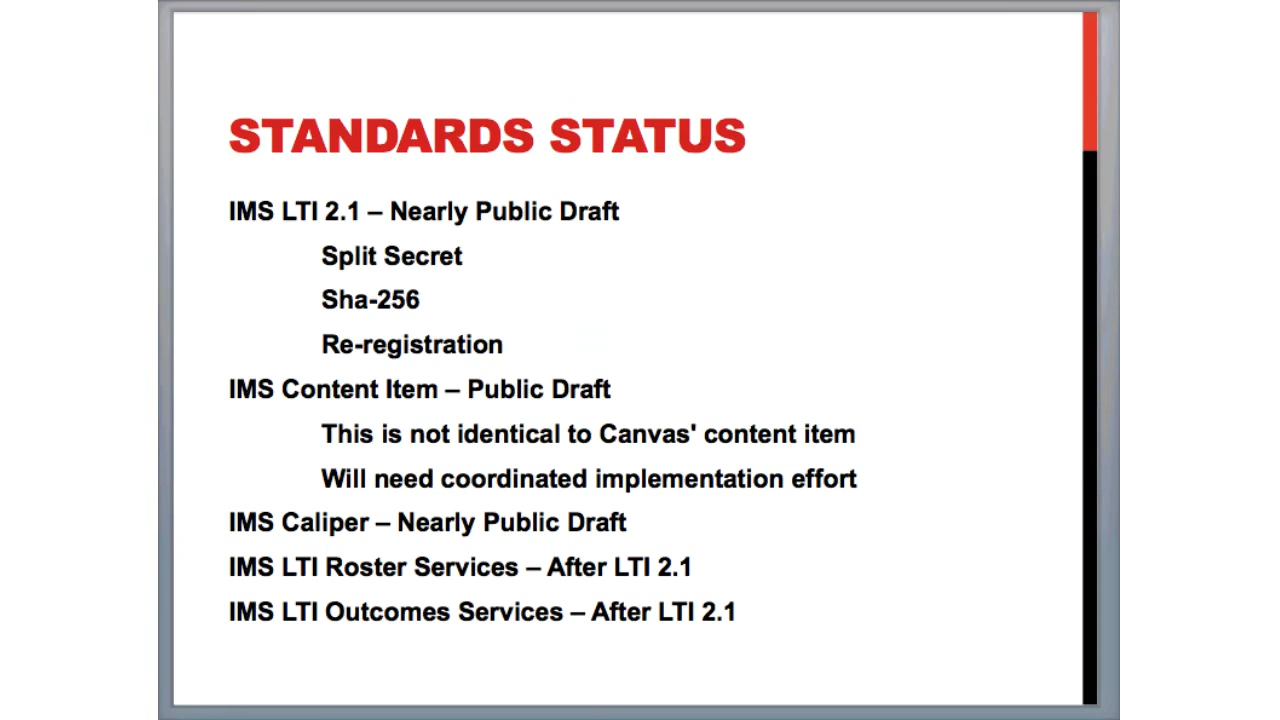 STANDARDS STATUS
IMS LTI 2.1 – Nearly Public Draft
Split Secret
Sha-256
Re-registration
IMS Content Item – Public Draft
This is not identical to Canvas' content item
Will need coordinated implementation effort
IMS Caliper – Nearly Public Draft
IMS LTI Roster Services – After LTI 2.1
IMS LTI Outcomes Services – After LTI 2.1